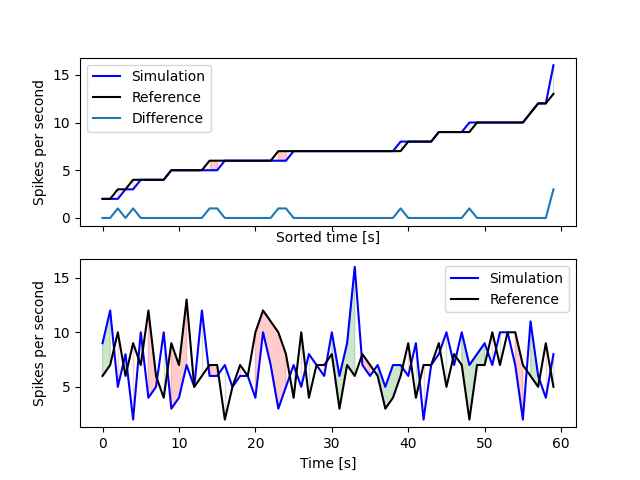 15
10
5
0
Spikes per second
Simulation
Reference
Difference
Sorted time [s]
15
10
5
Spikes per second
Simulation
Reference
0 10 20 30 40 50 60
Time [s]